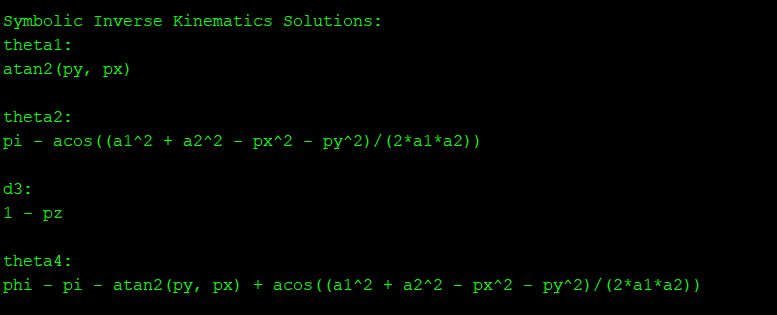 Symbolic Inverse Kinematics Solutions:
theta1:
atan2(py, px)
theta2:
pi - acos((a1^2 + a2^2 - px^2 - py^2)/(2*a1*a2))
d3:
1 - pz
theta4:
phi - pi - atan2(py, px) + acos((a1^2 + a2^2 - px^2 - py^2)/(2*a1*a2))